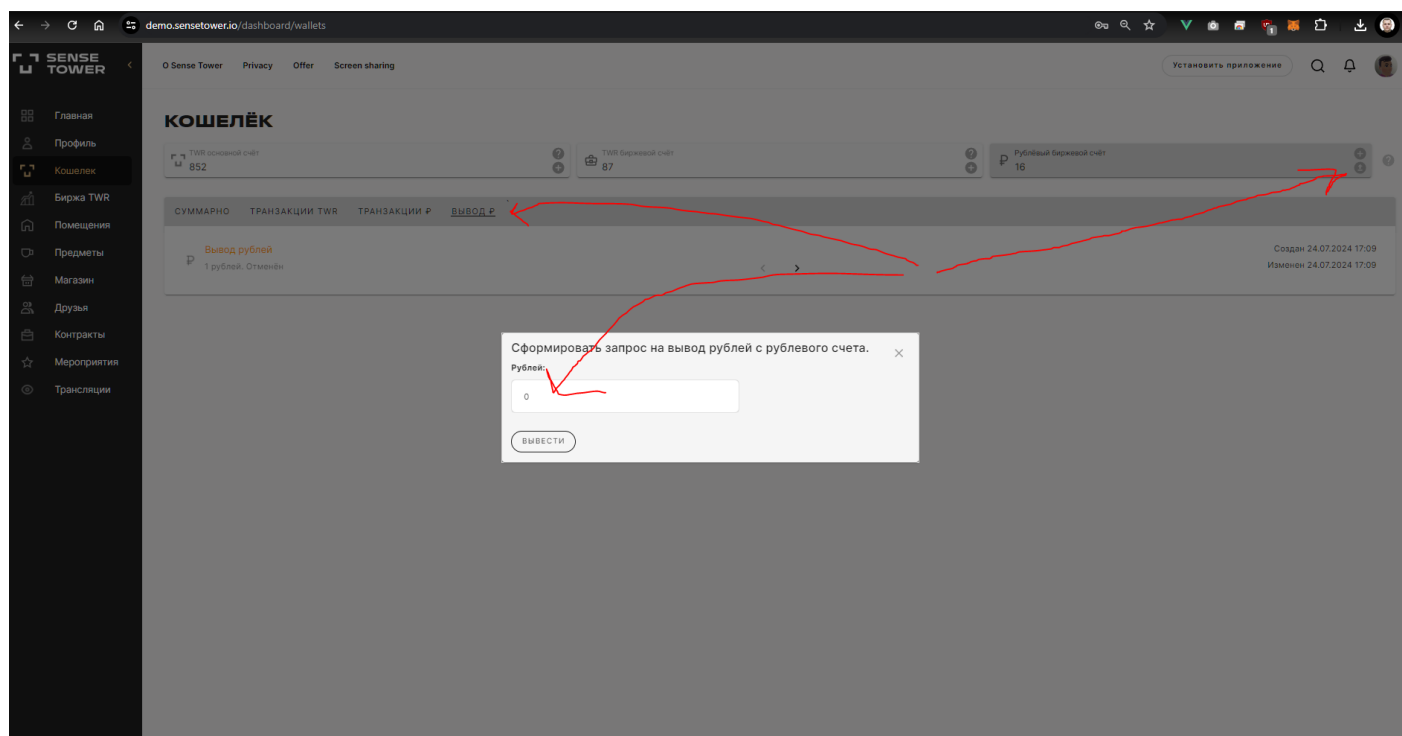 demo.sensetower.io/dashboard/wallets
SENSE
TOWER
O Sense Tower Privacy Offer Screen sharing
Установить приложение
Главная
Профиль
Кошелек
Биржа TWR
Помещения
Предметы
Магазин
Друзья
Контракты
Мероприятия
Трансляции
КОШЕЛЁК
TWR основной счёт
852
TWR биржевой счёт
87
Рублёвый биржевой счёт
₽ 16
СУММАРНО ТРАНЗАКЦИИ TWR ТРАНЗАКЦИИ ₽ ВЫВОД ₽
₽ Вывод рублей
1 рублей. Отменён
Создан 24.07.2024 17:09
Изменен 24.07.2024 17:09
Сформировать запрос на вывод рублей с рублевого счета.
Рублей:
0
ВЫВЕСТИ